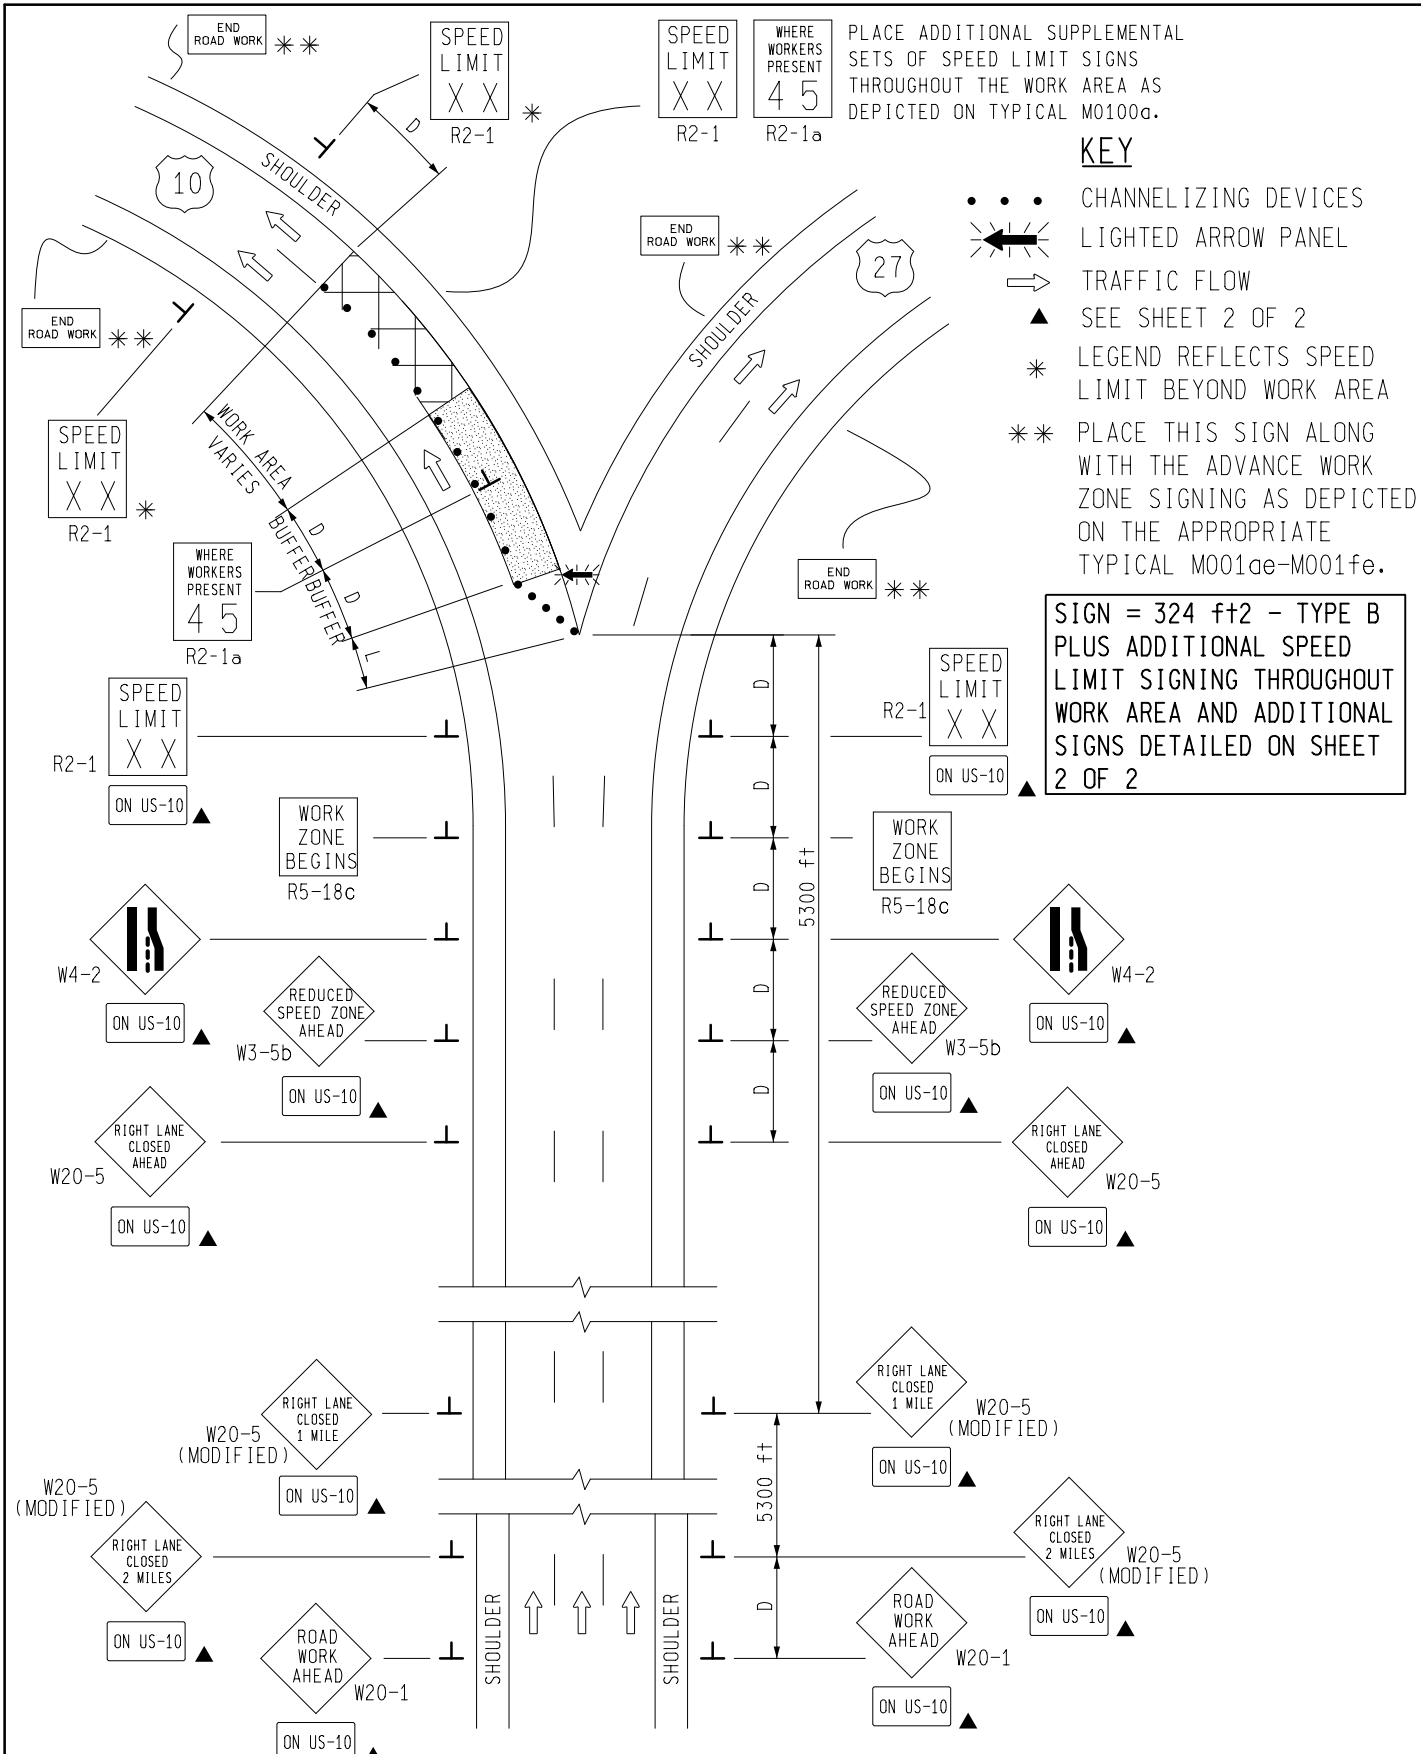 END
ROAD WORK
**
SPEED
LIMIT
X X
*
R2-1
SPEED
LIMIT
X X
R2-1
WHERE
WORKERS
PRESENT
4 5
R2-1a
PLACE ADDITIONAL SUPPLEMENTAL
SETS OF SPEED LIMIT SIGNS
THROUGHOUT THE WORK AREA AS
DEPICTED ON TYPICAL M0100a.
KEY
CHANNELIZING DEVICES
LIGHTED ARROW PANEL
TRAFFIC FLOW
▲ SEE SHEET 2 OF 2
* LEGEND REFLECTS SPEED
LIMIT BEYOND WORK AREA
** PLACE THIS SIGN ALONG
WITH THE ADVANCE WORK
ZONE SIGNING AS DEPICTED
ON THE APPROPRIATE
TYPICAL M001ae-M001fe.
SIGN = 324 ft2 - TYPE B
PLUS ADDITIONAL SPEED
LIMIT SIGNING THROUGHOUT
WORK AREA AND ADDITIONAL
SIGNS DETAILED ON SHEET
2 OF 2
D
SHOULDER
10
END
ROAD WORK
**
27
SHOULDER
END
ROAD WORK
**
SPEED
LIMIT
X X
*
R2-1
WORK AREA
VARIES
D
BUFFER
D
BUFFER
L
WHERE
WORKERS
PRESENT
4 5
R2-1a
END
ROAD WORK
**
SPEED
LIMIT
X X
R2-1
ON US-10 ▲
D
SPEED
LIMIT
X X
R2-1
ON US-10 ▲
D
WORK
ZONE
BEGINS
R5-18c
WORK
ZONE
BEGINS
R5-18c
D
5300 ft
W4-2
ON US-10 ▲
W4-2
ON US-10 ▲
D
REDUCED
SPEED ZONE
AHEAD
W3-5b
ON US-10 ▲
REDUCED
SPEED ZONE
AHEAD
W3-5b
ON US-10 ▲
D
RIGHT LANE
CLOSED
AHEAD
W20-5
ON US-10 ▲
RIGHT LANE
CLOSED
AHEAD
W20-5
ON US-10 ▲
RIGHT LANE
CLOSED
1 MILE
W20-5
(MODIFIED)
ON US-10 ▲
RIGHT LANE
CLOSED
1 MILE
W20-5
(MODIFIED)
ON US-10 ▲
5300 ft
W20-5
(MODIFIED)
RIGHT LANE
CLOSED
2 MILES
ON US-10 ▲
RIGHT LANE
CLOSED
2 MILES
W20-5
(MODIFIED)
ON US-10 ▲
D
SHOULDER
SHOULDER
ROAD
WORK
AHEAD
W20-1
ON US-10 ▲
ROAD
WORK
AHEAD
W20-1
ON US-10 ▲